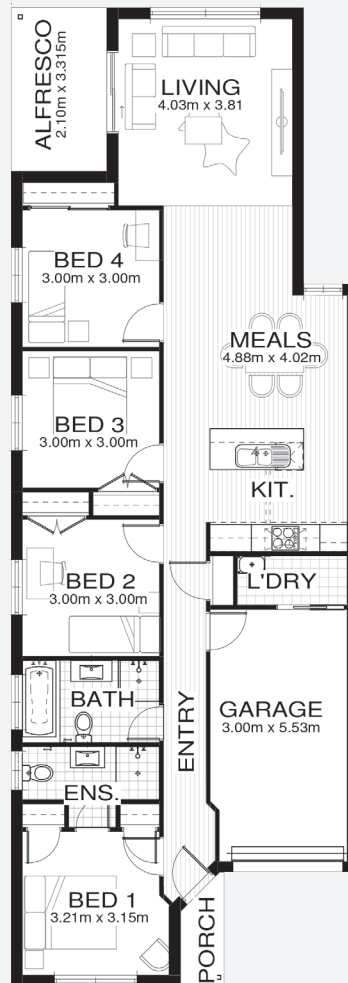 ALFRESCO
2.10m x 3.315m
LIVING
4.03m x 3.81
BED 4
3.00m x 3.00m
MEALS
4.88m x 4.02m
BED 3
3.00m x 3.00m
KIT.
BED 2
3.00m x 3.00m
L'DRY
BATH
ENTRY
GARAGE
3.00m x 5.53m
ENS.
BED 1
3.21m x 3.15m
PORCH